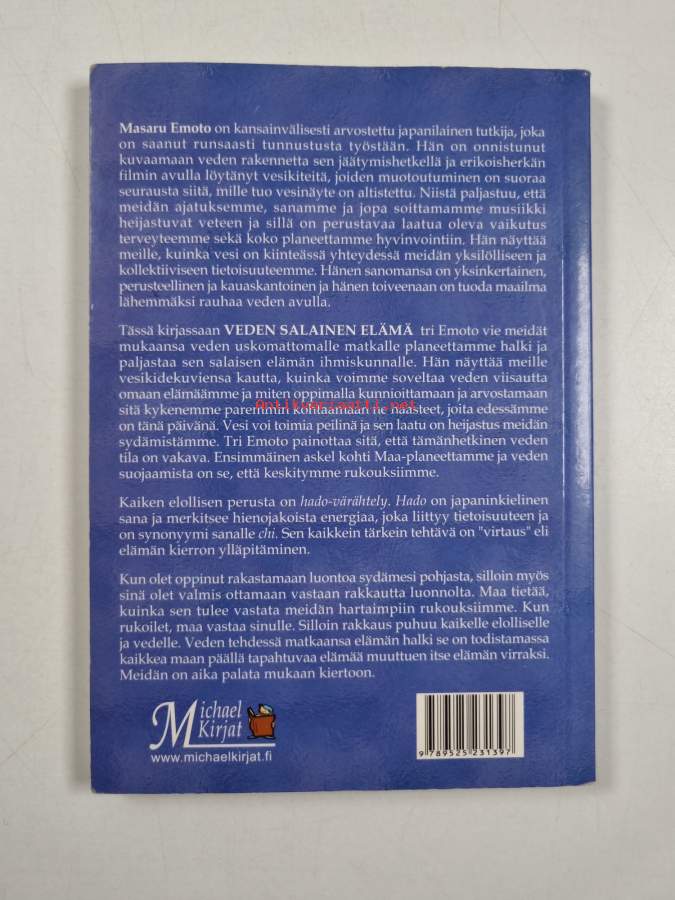 Masaru Emoto on kansainvälisesti arvostettu japanilainen tutkija, joka
on saanut runsaasti tunnustusta työstään. Hän on onnistunut
kuvaamaan veden rakennetta sen jäätymishetkellä ja erikoisherkän
filmin avulla löytänyt vesikiteitä, joiden muotoutuminen on suoraa
seurausta siitä, mille tuo vesinäyte on altistettu. Niistä paljastuu, että
meidän ajatuksemme, sanamme ja jopa soittamamme musiikki
heijastuvat veteen ja sillä on perustavaa laatua oleva vaikutus
terveyteemme sekä koko planeettamme hyvinvointiin. Hän näyttää
meille, kuinka vesi on kiinteässä yhteydessä meidän yksilölliseen ja
kollektiiviseen tietoisuuteemme. Hänen sanomansa on yksinkertainen,
perusteellinen ja kauaskantoinen ja hänen toiveenaan on tuoda maailma
lähemmäksi rauhaa veden avulla.
Tässä kirjassaan VEDEN SALAINEN ELÄMÄ tri Emoto vie meidät
mukaansa veden uskomattomalle matkalle planeettamme halki ja
paljastaa sen salaisen elämän ihmiskunnalle. Hän näyttää meille
vesikidekuviensa kautta, kuinka voimme soveltaa veden viisautta
omaan elämäämme ja miten oppimalla kunnioittamaan ja arvostamaan
Antikvariaatti.net
sitä kykenemme paremmin kohtaamaan ne haasteet, joita edessämme
on tänä päivänä. Vesi voi toimia peilinä ja sen laatu on heijastus meidän
sydämistämme. Tri Emoto painottaa sitä, että tämänhetkinen veden
tila on vakava. Ensimmäinen askel kohti Maa-planeettamme ja veden
suojaamista on se, että keskitymme rukouksiimme.
Kaiken elollisen perusta on hado-värähtely. Hado on japaninkielinen
sana ja merkitsee hienojakoista energiaa, joka liittyy tietoisuuteen ja
on synonyymi sanalle chi. Sen kaikkein tärkein tehtävä on "virtaus" eli
elämän kierron ylläpitäminen.
Kun olet oppinut rakastamaan luontoa sydämesi pohjasta, silloin myös
sinä olet valmis ottamaan vastaan rakkautta luonnolta. Maa tietää,
kuinka sen tulee vastata meidän hartaimpiin rukouksiimme. Kun
rukoilet, maa vastaa sinulle. Silloin rakkaus puhuu kaikelle elolliselle
ja vedelle. Veden tehdessä matkaansa elämän halki se on todistamassa
kaikkea maan päällä tapahtuvaa elämää muuttuen itse elämän virraksi.
Meidän on aika palata mukaan kiertoon.
Michael
Kirjat
www.michaelkirjat.fi
9 789525 231397